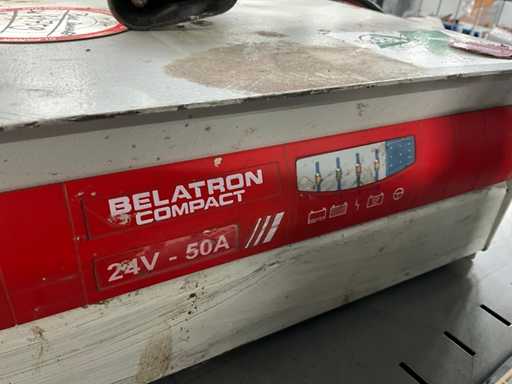 BELATRON
COMPACT
24V - 50A